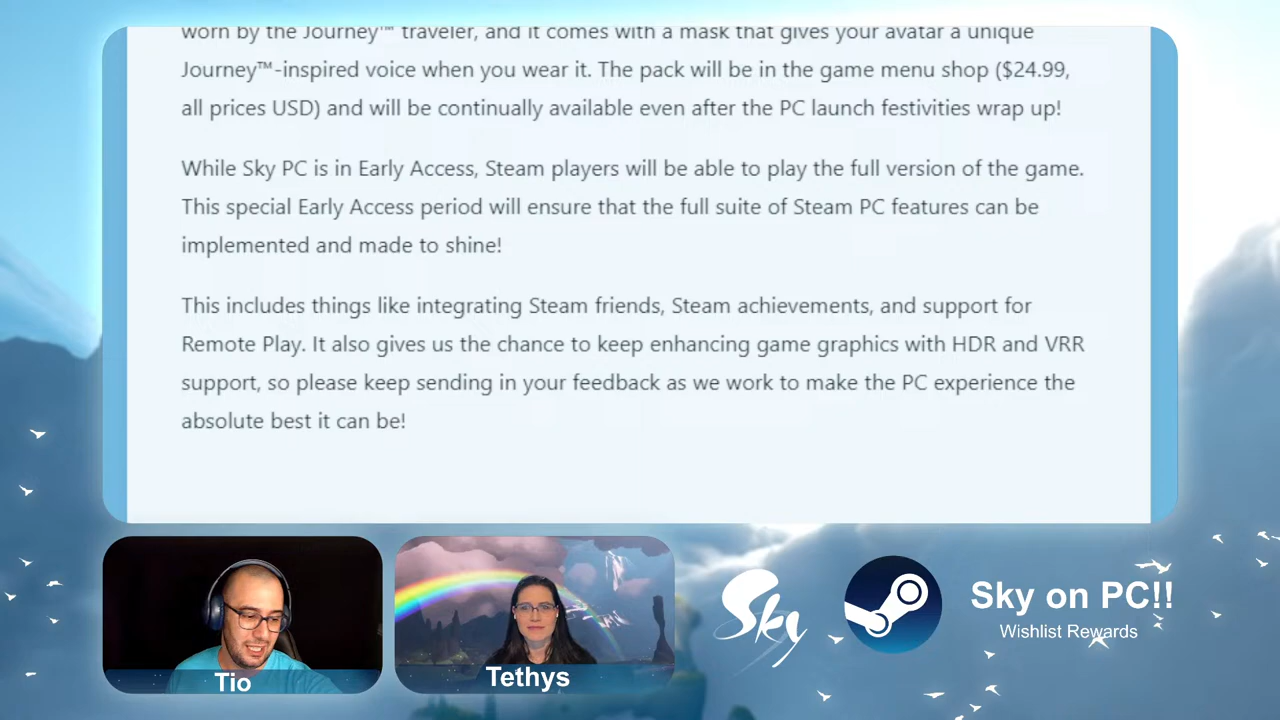 worn by the Journey™ traveler, and it comes with a mask that gives your avatar a unique
Journey™-inspired voice when you wear it. The pack will be in the game menu shop ($24.99,
all prices USD) and will be continually available even after the PC launch festivities wrap up!
While Sky PC is in Early Access, Steam players will be able to play the full version of the game.
This special Early Access period will ensure that the full suite of Steam PC features can be
implemented and made to shine!
This includes things like integrating Steam friends, Steam achievements, and support for
Remote Play. It also gives us the chance to keep enhancing game graphics with HDR and VRR
support, so please keep sending in your feedback as we work to make the PC experience the
absolute best it can be!
Tio
Tethys
Sky
Sky on PC!!
Wishlist Rewards